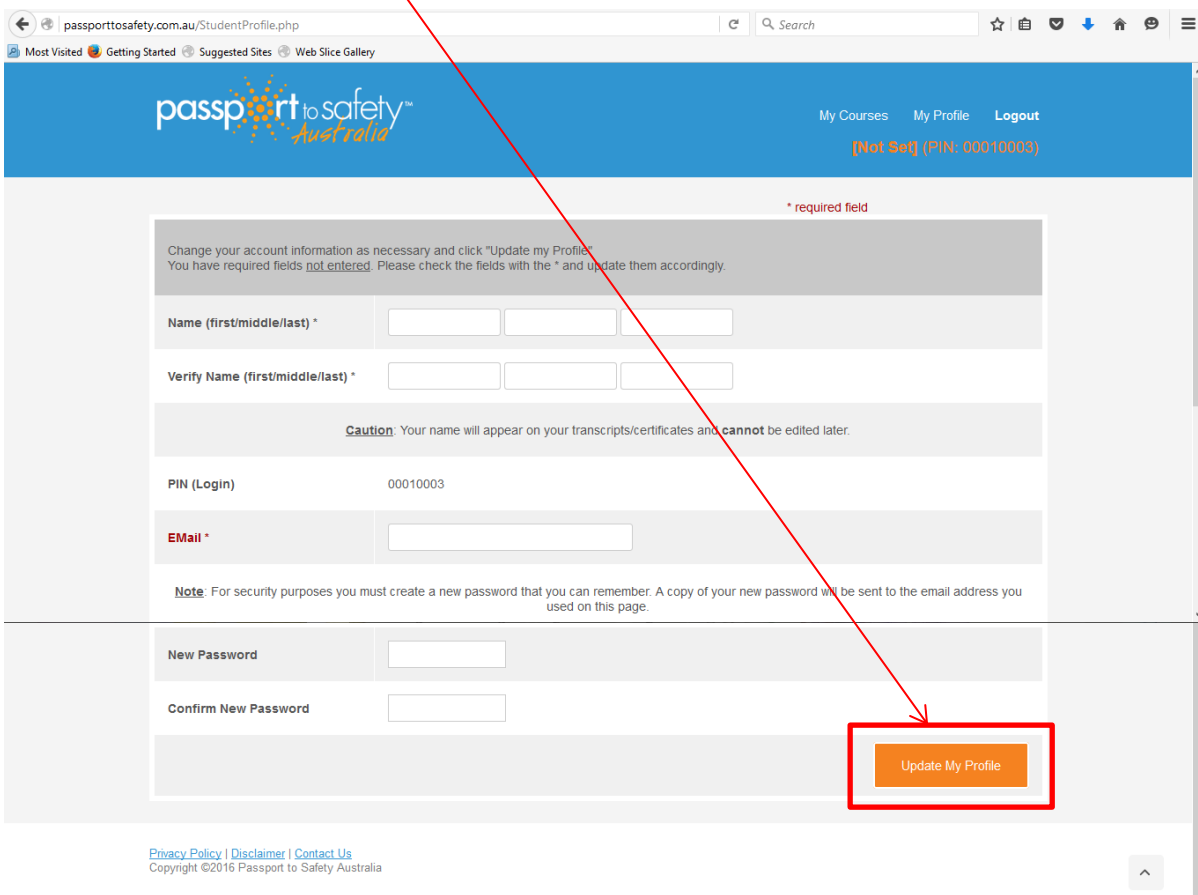 passporttosafety.com.au/StudentProfile.php
Search
Most Visited Getting Started Suggested Sites Web Slice Gallery
passport to safety™
Australia
My Courses My Profile Logout
[Not Set] (PIN: 00010003)
* required field
Change your account information as necessary and click "Update my Profile"
You have required fields not entered. Please check the fields with the * and update them accordingly.
Name (first/middle/last) *
Verify Name (first/middle/last) *
Caution: Your name will appear on your transcripts/certificates and cannot be edited later.
PIN (Login) 00010003
EMail *
Note: For security purposes you must create a new password that you can remember. A copy of your new password will be sent to the email address you
used on this page.
New Password
Confirm New Password
Update My Profile
Privacy Policy | Disclaimer | Contact Us
Copyright ©2016 Passport to Safety Australia